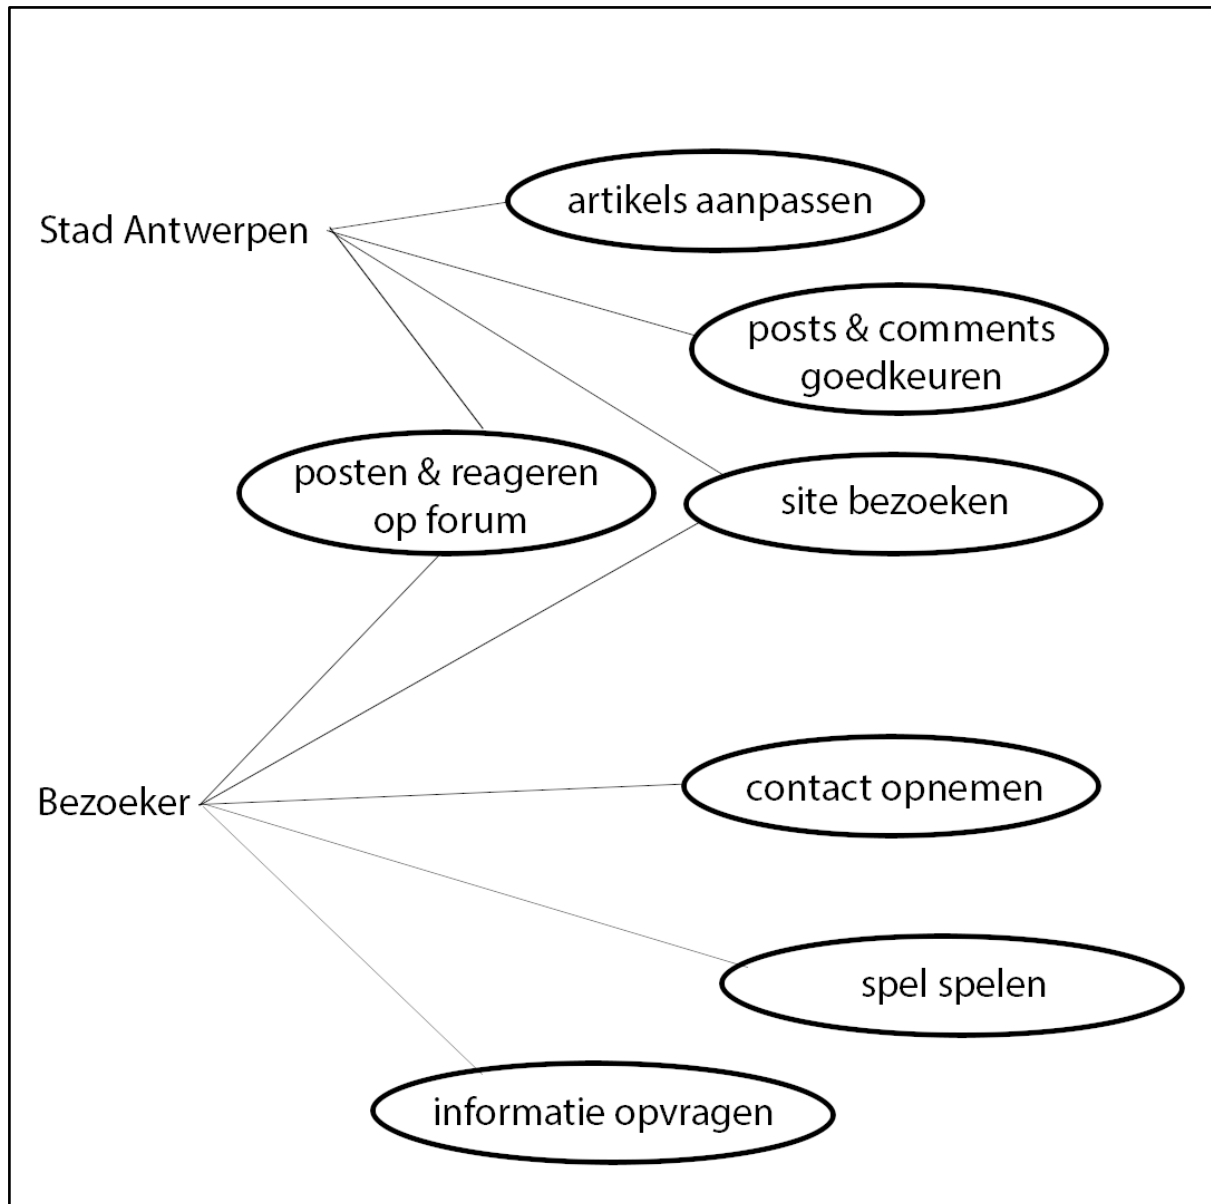 artikels aanpassen
Stad Antwerpen
posts & comments
goedkeuren
posten & reageren
op forum
site bezoeken
contact opnemen
Bezoeker
spel spelen
informatie opvragen